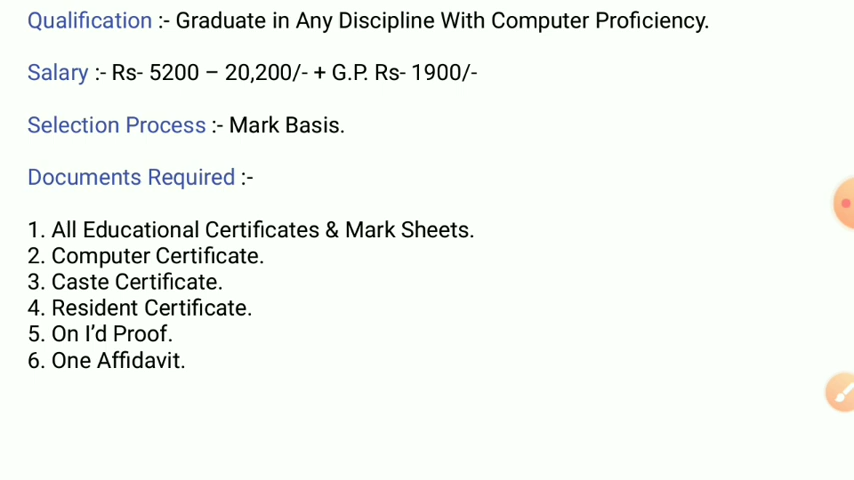 Qualification :- Graduate in Any Discipline With Computer Proficiency.
Salary :- Rs- 5200 – 20,200/- + G.P. Rs- 1900/-
Selection Process :- Mark Basis.
Documents Required :-
1. All Educational Certificates & Mark Sheets.
2. Computer Certificate.
3. Caste Certificate.
4. Resident Certificate.
5. On I’d Proof.
6. One Affidavit.